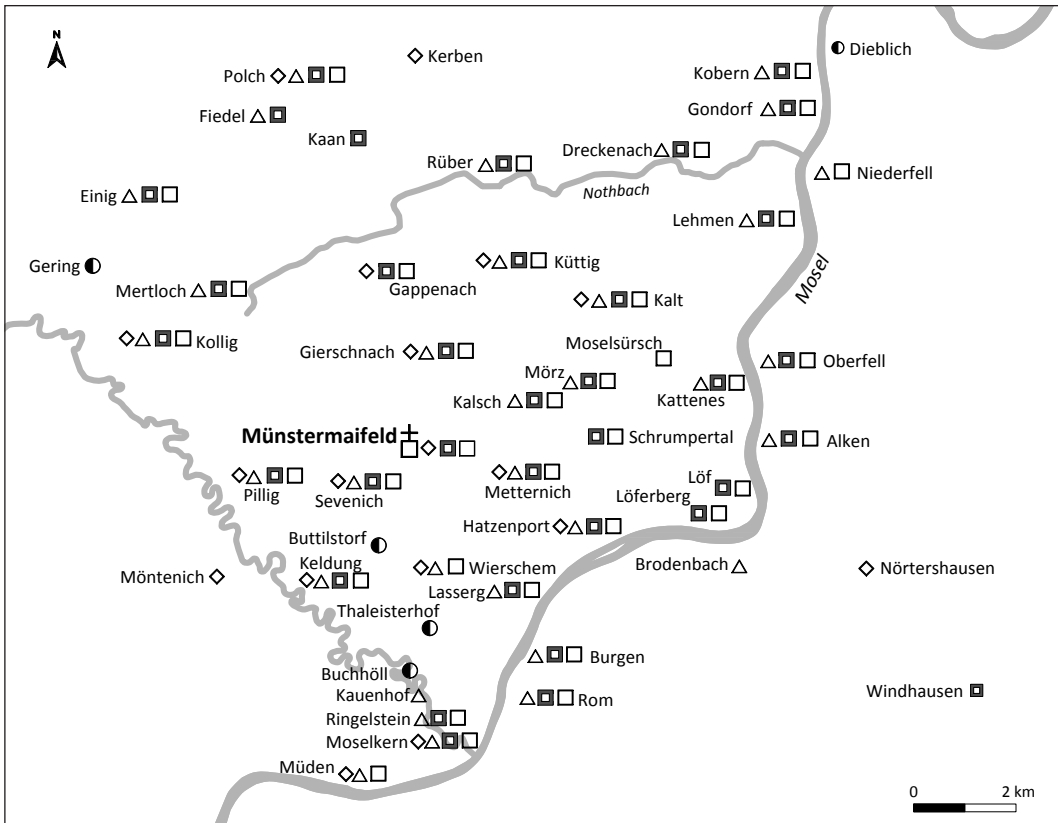 N
Kerben
Dieblich
Polch
Kobern
Fiedel
Gondorf
Kaan
Rüber
Dreckenach
Niederfell
Nothbach
Einig
Lehmen
Gering
Küttig
Mosel
Gappenach
Mertloch
Kalt
Kollig
Gierschnach
Moselsürsch
Oberfell
Mörz
Kattenes
Kalsch
Münstermaifeld
Schrumpertal
Alken
Pillig
Sevenich
Metternich
Löf
Löferberg
Hatzenport
Buttilstorf
Keldung
Wierschem
Brodenbach
Nörtershausen
Möntenich
Lasserg
Thaleisterhof
Burgen
Buchhöll
Kauenhof
Rom
Windhausen
Ringelstein
Moselkern
Müden
0 2 km